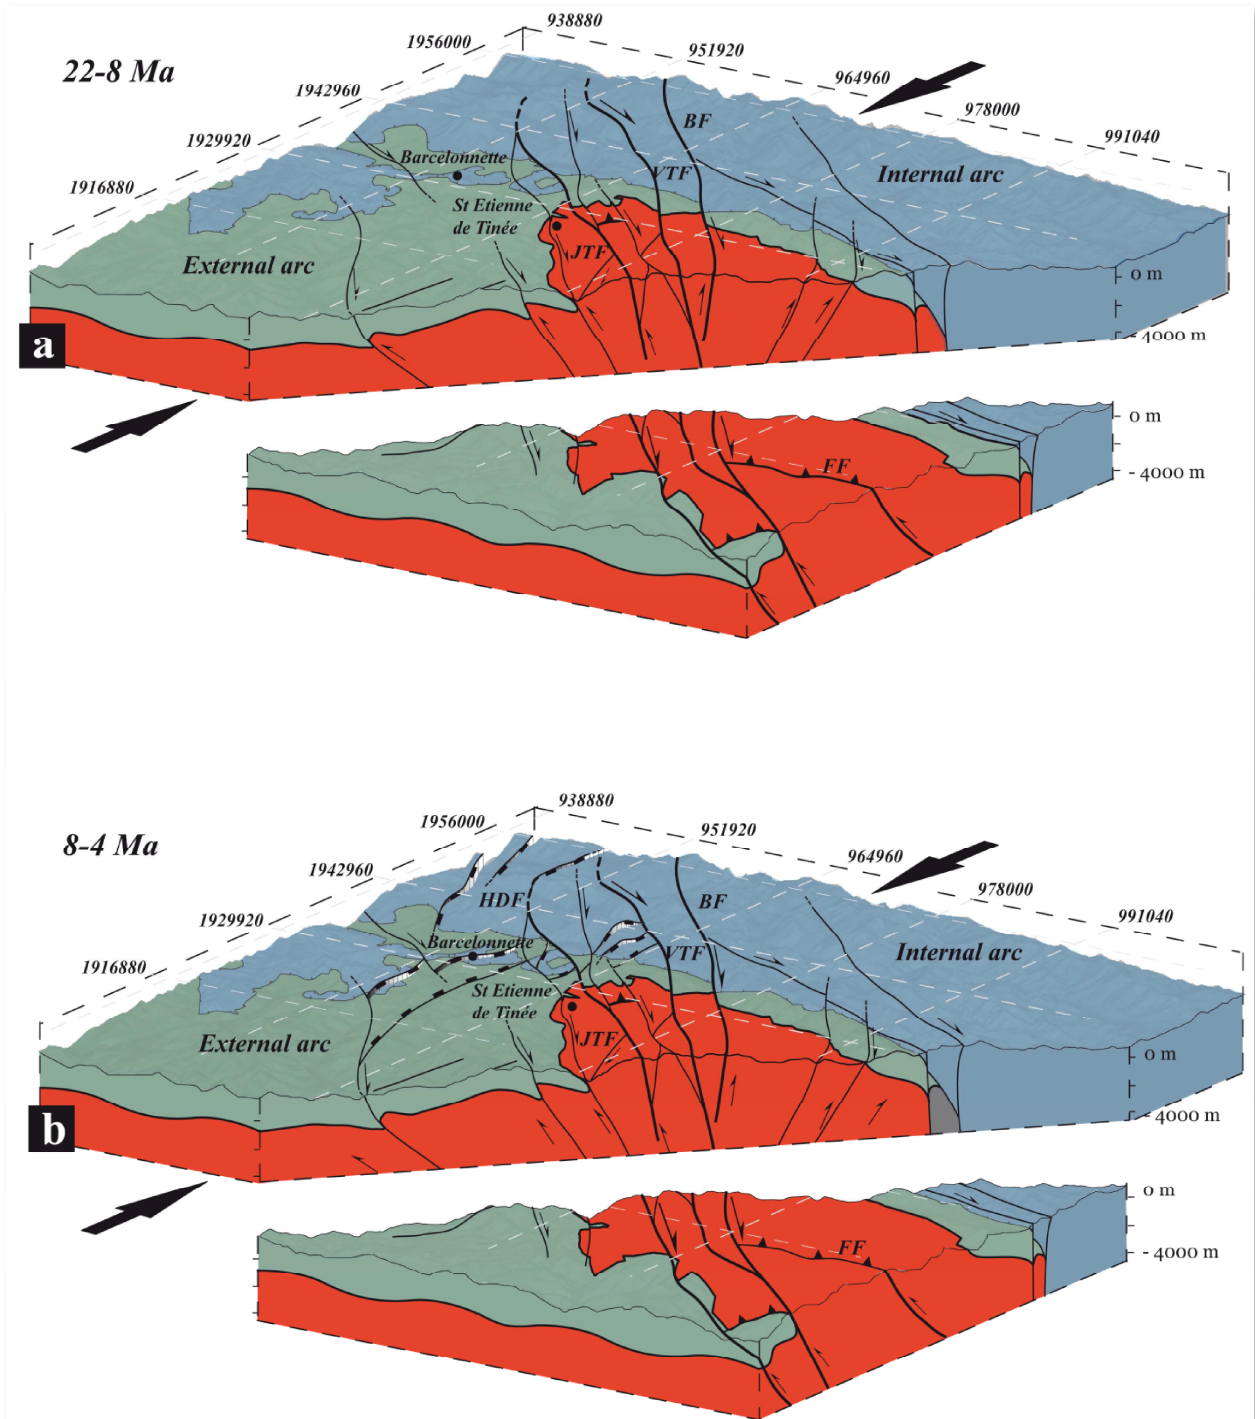 22-8 Ma
938880
1956000
951920
1942960
964960
1929920
978000
1916880
991040
BF
Barcelonnette
VTF
Internal arc
St Etienne
de Tinée
JTF
External arc
0 m
- 4000 m
a
0 m
FF
- 4000 m
8-4 Ma
938880
1956000
951920
1942960
964960
1929920
978000
1916880
991040
HDF
BF
Barcelonnette
VTF
Internal arc
St Etienne
de Tinée
JTF
External arc
0 m
- 4000 m
b
0 m
FF
- 4000 m